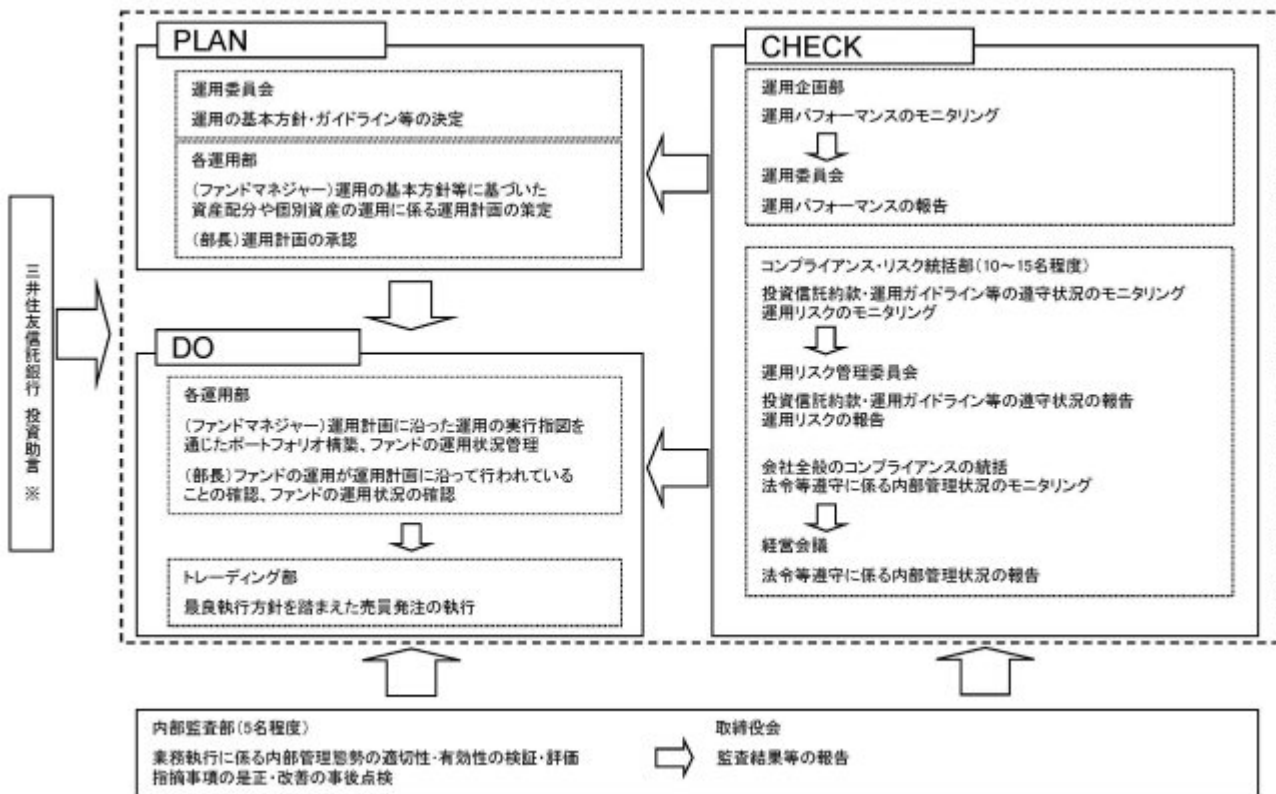 PLAN
運用委員会
運用の基本方針・ガイドライン等の決定
各運用部
(ファンドマネジャー)運用の基本方針等に基づいた
資産配分や個別資産の運用に係る運用計画の策定
(部長)運用計画の承認
DO
各運用部
(ファンドマネジャー)運用計画に沿った運用の実行指図を
通じたポートフォリオ構築、ファンドの運用状況管理
(部長)ファンドの運用が運用計画に沿って行われている
ことの確認、ファンドの運用状況の確認
トレーディング部
最良執行方針を踏まえた売買発注の執行
CHECK
運用企画部
運用パフォーマンスのモニタリング
運用委員会
運用パフォーマンスの報告
コンプライアンス・リスク統括部(10～15名程度)
投資信託約款・運用ガイドライン等の遵守状況のモニタリング
運用リスクのモニタリング
運用リスク管理委員会
投資信託約款・運用ガイドライン等の遵守状況の報告
運用リスクの報告
会社全般のコンプライアンスの統括
法令等遵守に係る内部管理状況のモニタリング
経営会議
法令等遵守に係る内部管理状況の報告
三井住友信託銀行 投資助言 ※
内部監査部(5名程度)
業務執行に係る内部管理態勢の適切性・有効性の検証・評価
指摘事項の是正・改善の事後点検
取締役会
監査結果等の報告